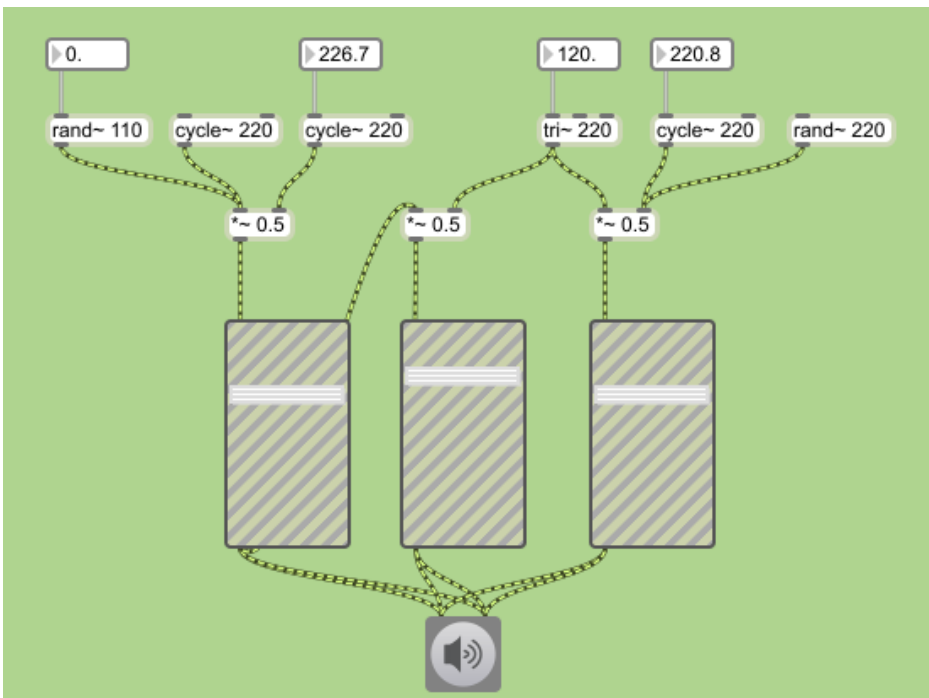 0.
226.7
120.
220.8
rand~ 110
cycle~ 220
cycle~ 220
tri~ 220
cycle~ 220
rand~ 220
*~ 0.5
*~ 0.5
*~ 0.5